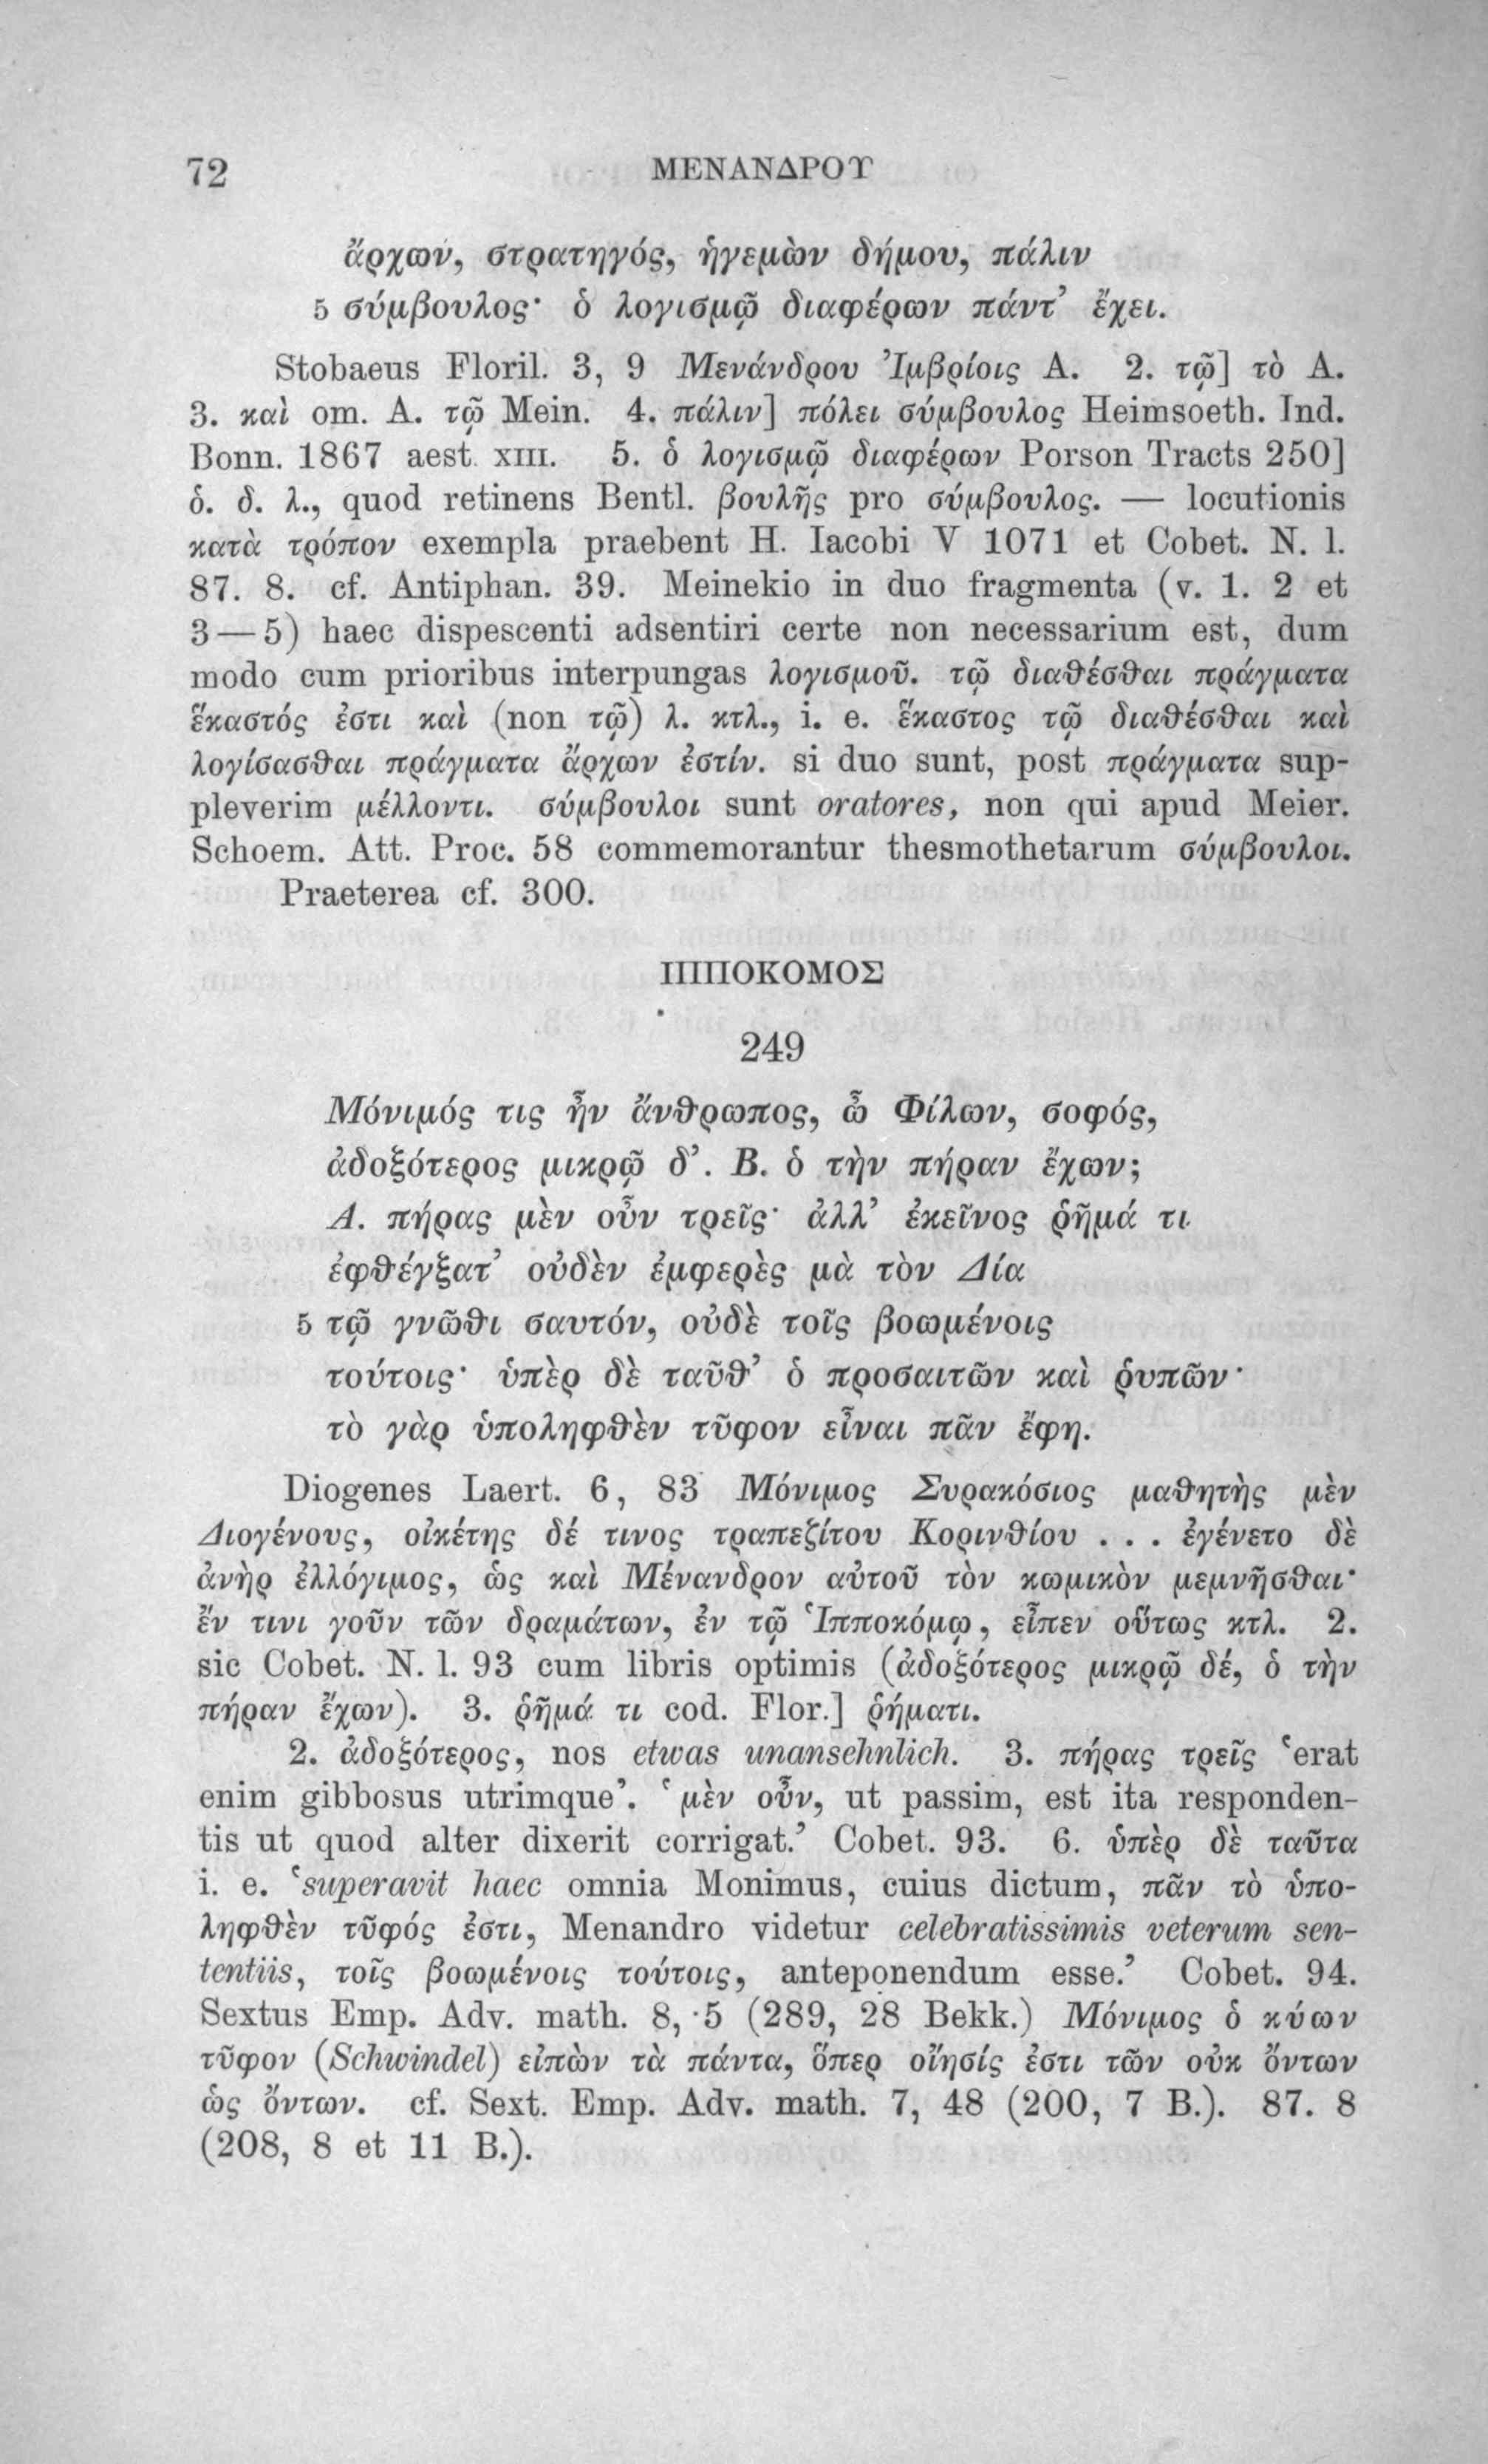 72 ΜΕΝΑΝΔΡΟΥ
ἄρχων, στρατηγός, ἡγεμὼν δήμου, πάλιν
5 σύμβουλος· ὁ λογισμῷ διαφέρων πάντ’ ἔχει.
Stobaeus Floril. 3, 9 Μενάνδρου Ἰμβρίοις A. 2. τῷ] τὸ A.
3. καὶ om. A. τῷ Mein. 4. πάλιν] πόλει σύμβουλος Heimsoeth. Ind.
Bonn. 1867 aest. XIII. 5. ὁ λογισμῷ διαφέρων Porson Tracts 250]
ὁ. δ. λ., quod retinens Bentl. βουλῆς pro σύμβουλος. — locutionis
κατὰ τρόπον exempla praebent H. Iacobi V 1071 et Cobet. N. l.
87. 8. cf. Antiphan. 39. Meinekio in duo fragmenta (v. 1. 2 et
3—5) haec dispescenti adsentiri certe non necessarium est, dum
modo cum prioribus interpungas λογισμοῦ. τῷ διαθέσθαι πράγματα
ἕκαστός ἐστι καὶ (non τῷ) λ. κτλ., i. e. ἕκαστος τῷ διαθέσθαι καὶ
λογίσασθαι πράγματα ἄρχων ἐστίν. si duo sunt, post πράγματα sup-
pleverim μέλλοντι. σύμβουλοι sunt oratores, non qui apud Meier.
Schoem. Att. Proc. 58 commemorantur thesmothetarum σύμβουλοι.
Praeterea cf. 300.
ΙΠΠΟΚΟΜΟΣ
249
Μόνιμός τις ἦν ἄνθρωπος, ὦ Φίλων, σοφός,
ἀδοξότερος μικρῷ δ’. Β. ὁ τὴν πήραν ἔχων;
Α. πήρας μὲν οὖν τρεῖς· ἀλλ’ ἐκεῖνος ῥῆμά τι
ἐφθέγξατ’ οὐδὲν ἐμφερὲς μὰ τὸν Δία
5 τῷ γνῶθι σαυτόν, οὐδὲ τοῖς βοωμένοις
τούτοις· ὑπὲρ δὲ ταῦθ’ ὁ προσαιτῶν καὶ ῥυπῶν·
τὸ γὰρ ὑποληφθὲν τῦφον εἶναι πᾶν ἔφη.
Diogenes Laert. 6, 83 Μόνιμος Συρακόσιος μαθητὴς μὲν
Διογένους, οἰκέτης δέ τινος τραπεζίτου Κορινθίου . . . ἐγένετο δὲ
ἀνὴρ ἐλλόγιμος, ὡς καὶ Μένανδρον αὐτοῦ τὸν κωμικὸν μεμνῆσθαι·
ἔν τινι γοῦν τῶν δραμάτων, ἐν τῷ Ἱπποκόμῳ, εἶπεν οὕτως κτλ. 2.
sic Cobet. N. l. 93 cum libris optimis (ἀδοξότερος μικρῷ δέ, ὁ τὴν
πήραν ἔχων). 3. ῥῆμά τι cod. Flor.] ῥήματι.
2. ἀδοξότερος, nos etwas unansehnlich. 3. πήρας τρεῖς ‘erat
enim gibbosus utrimque’. ‘μὲν οὖν, ut passim, est ita responden-
tis ut quod alter dixerit corrigat.’ Cobet. 93. 6. ὑπὲρ δὲ ταῦτα
i. e. ‘superavit haec omnia Monimus, cuius dictum, πᾶν τὸ ὑπο-
ληφθὲν τῦφός ἐστι, Menandro videtur celebratissimis veterum sen-
tentiis, τοῖς βοωμένοις τούτοις, anteponendum esse.’ Cobet. 94.
Sextus Emp. Adv. math. 8, 5 (289, 28 Bekk.) Μόνιμος ὁ κύων
τῦφον (Schwindel) εἰπὼν τὰ πάντα, ὅπερ οἴησίς ἐστι τῶν οὐκ ὄντων
ὡς ὄντων. cf. Sext. Emp. Adv. math. 7, 48 (200, 7 B.). 87. 8
(208, 8 et 11 B.).